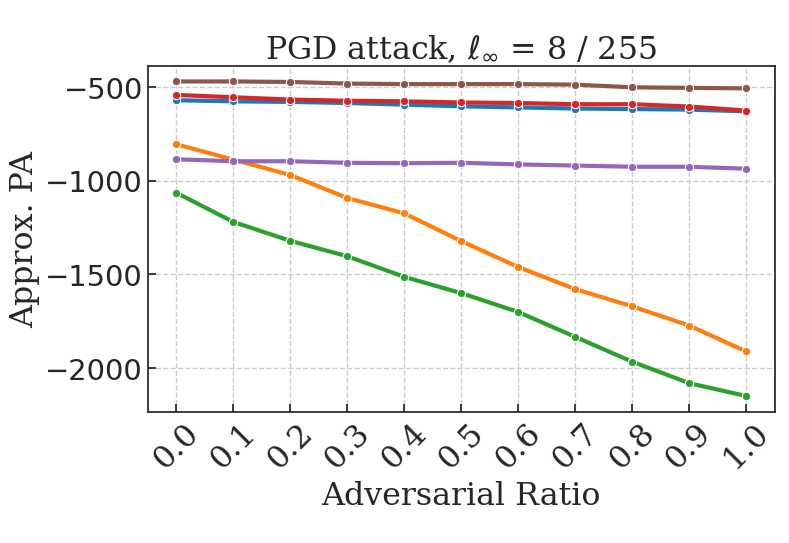 PGD attack, ℓ∞ = 8 / 255
Approx. PA
−500
−1000
−1500
−2000
0.0 0.1 0.2 0.3 0.4 0.5 0.6 0.7 0.8 0.9 1.0
Adversarial Ratio